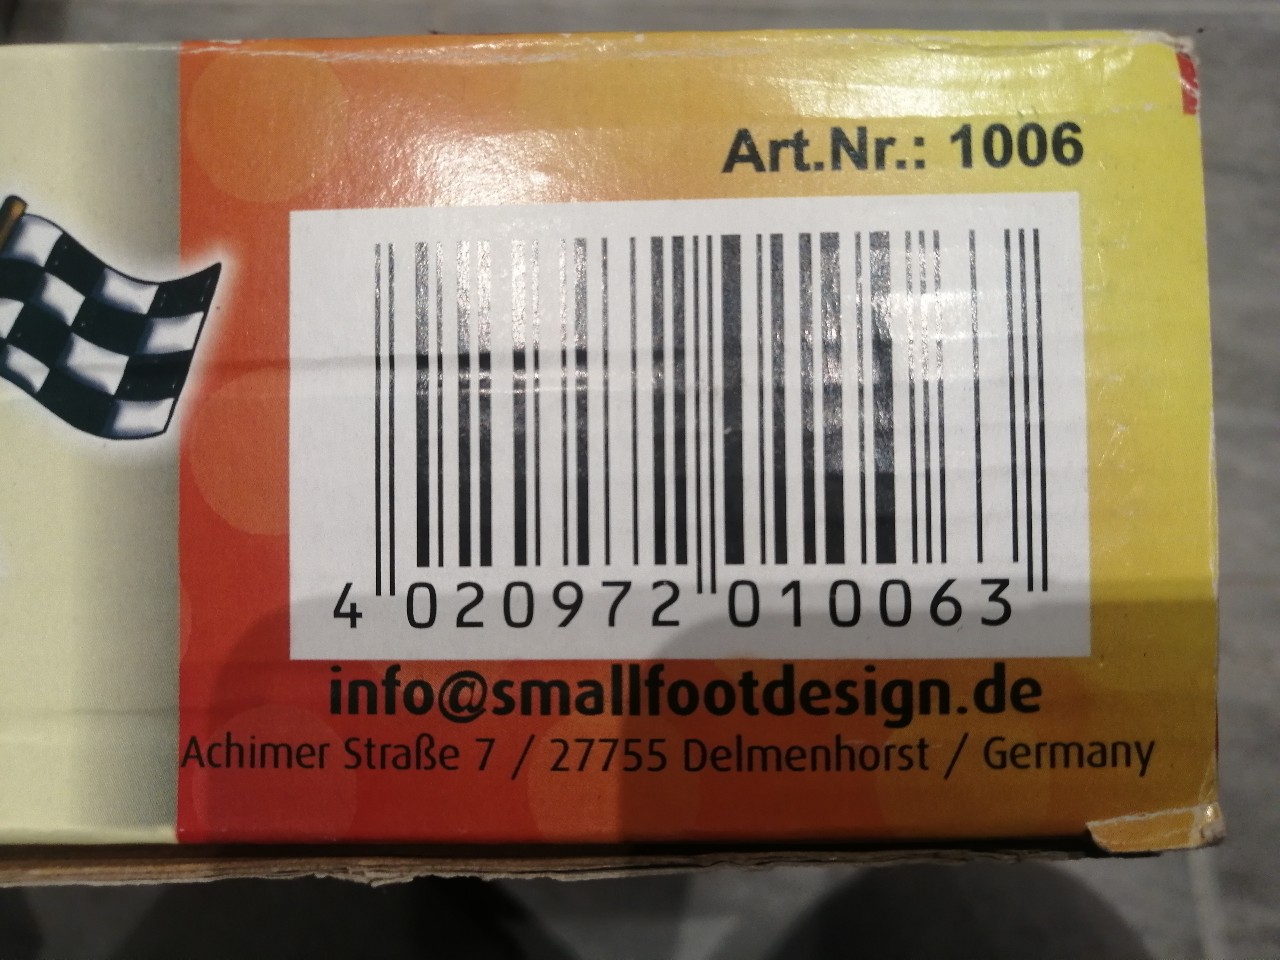 Art.Nr.: 1006
4 020972 010063
info@smallfootdesign.de
Achimer Straße 7 / 27755 Delmenhorst / Germany